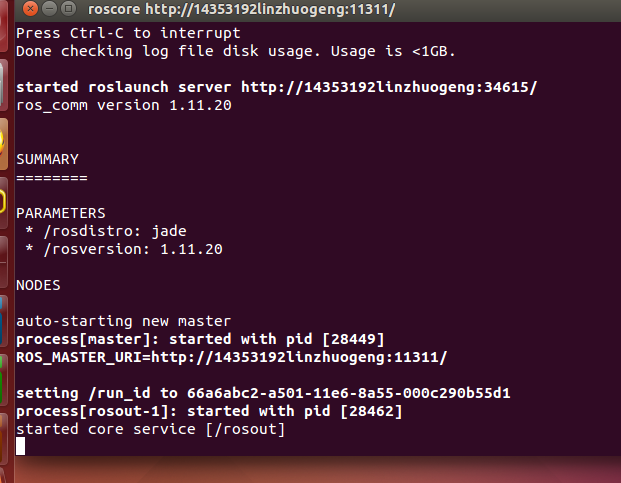 roscore http://14353192linzhuogeng:11311/
Press Ctrl-C to interrupt
Done checking log file disk usage. Usage is <1GB.
started roslaunch server http://14353192linzhuogeng:34615/
ros_comm version 1.11.20
SUMMARY
========
PARAMETERS
* /rosdistro: jade
* /rosversion: 1.11.20
NODES
auto-starting new master
process[master]: started with pid [28449]
ROS_MASTER_URI=http://14353192linzhuogeng:11311/
setting /run_id to 66a6abc2-a501-11e6-8a55-000c290b55d1
process[rosout-1]: started with pid [28462]
started core service [/rosout]